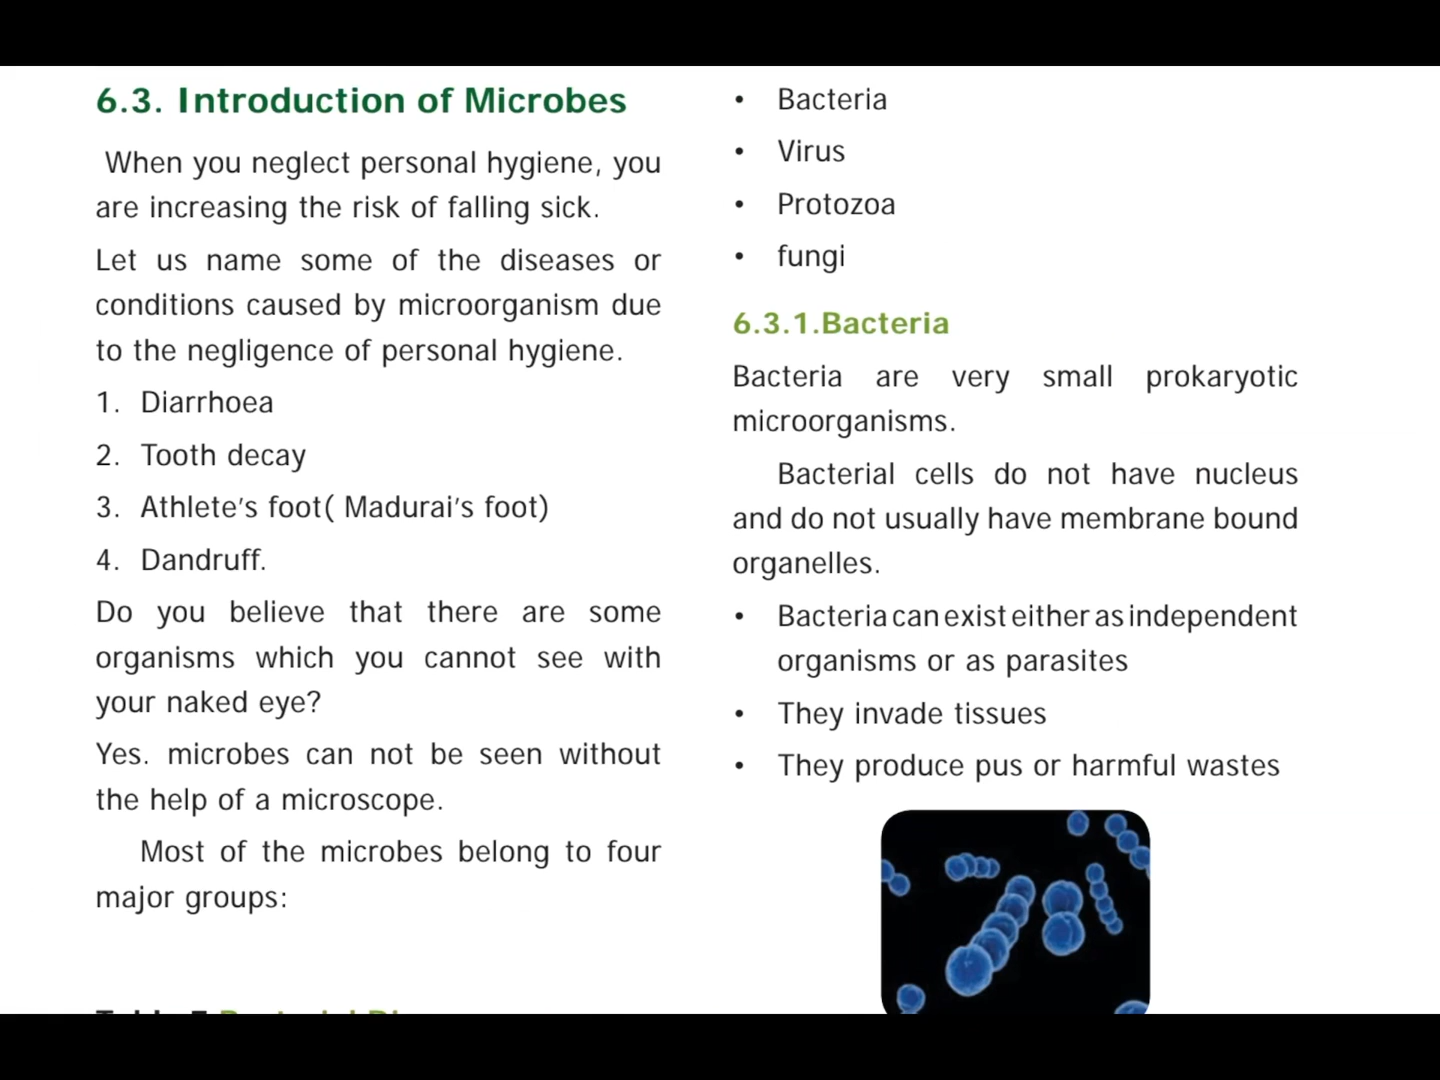 6.3. Introduction of Microbes
When you neglect personal hygiene, you
are increasing the risk of falling sick.
Let us name some of the diseases or
conditions caused by microorganism due
to the negligence of personal hygiene.
1. Diarrhoea
2. Tooth decay
3. Athlete's foot( Madurai's foot)
4. Dandruff.
Do you believe that there are some
organisms which you cannot see with
your naked eye?
Yes. microbes can not be seen without
the help of a microscope.
Most of the microbes belong to four
major groups:
• Bacteria
• Virus
• Protozoa
• fungi
6.3.1.Bacteria
Bacteria are very small prokaryotic
microorganisms.
Bacterial cells do not have nucleus
and do not usually have membrane bound
organelles.
• Bacteria can exist either as independent
organisms or as parasites
• They invade tissues
• They produce pus or harmful wastes